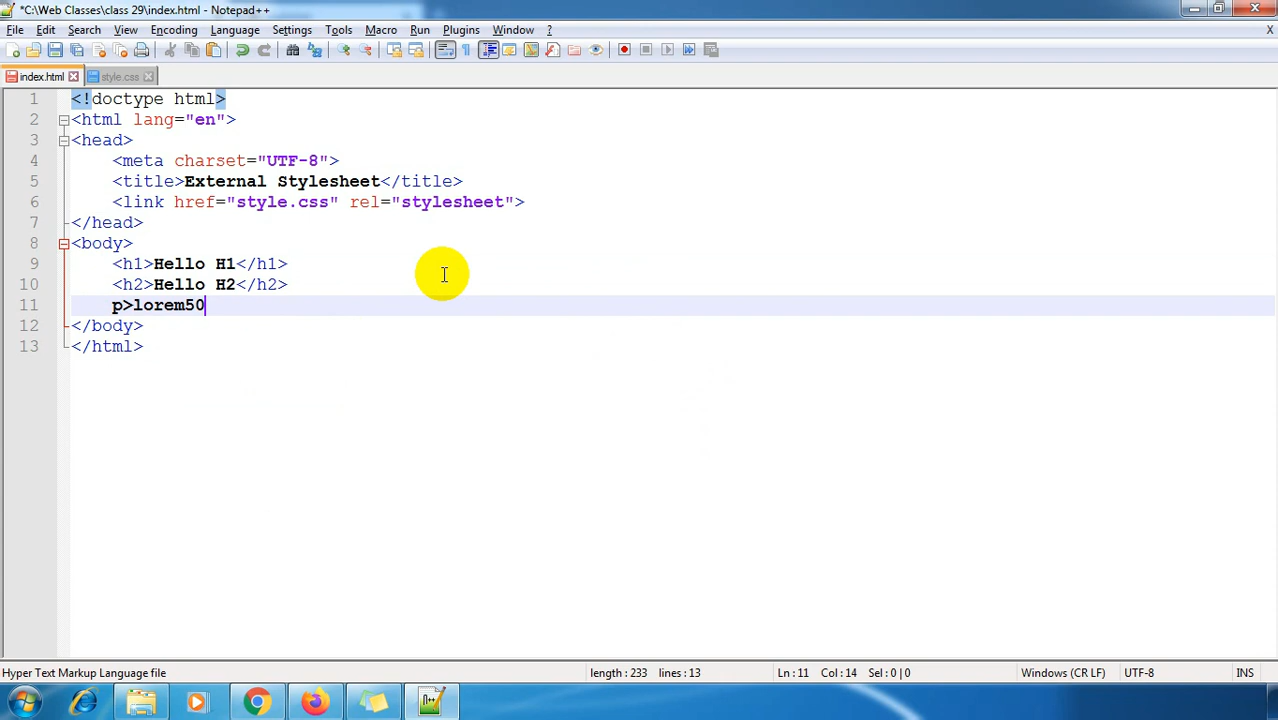 *C:\Web Classes\class 29\index.html - Notepad++
File Edit Search View Encoding Language Settings Tools Macro Run Plugins Window ? X
index.html style.css
1 <!doctype html>
2 <html lang="en">
3 <head>
4 <meta charset="UTF-8">
5 <title>External Stylesheet</title>
6 <link href="style.css" rel="stylesheet">
7 </head>
8 <body>
9 <h1>Hello H1</h1>
10 <h2>Hello H2</h2>
11 p>lorem50
12 </body>
13 </html>
Hyper Text Markup Language file length : 233 lines : 13 Ln : 11 Col : 14 Sel : 0 | 0 Windows (CR LF) UTF-8 INS